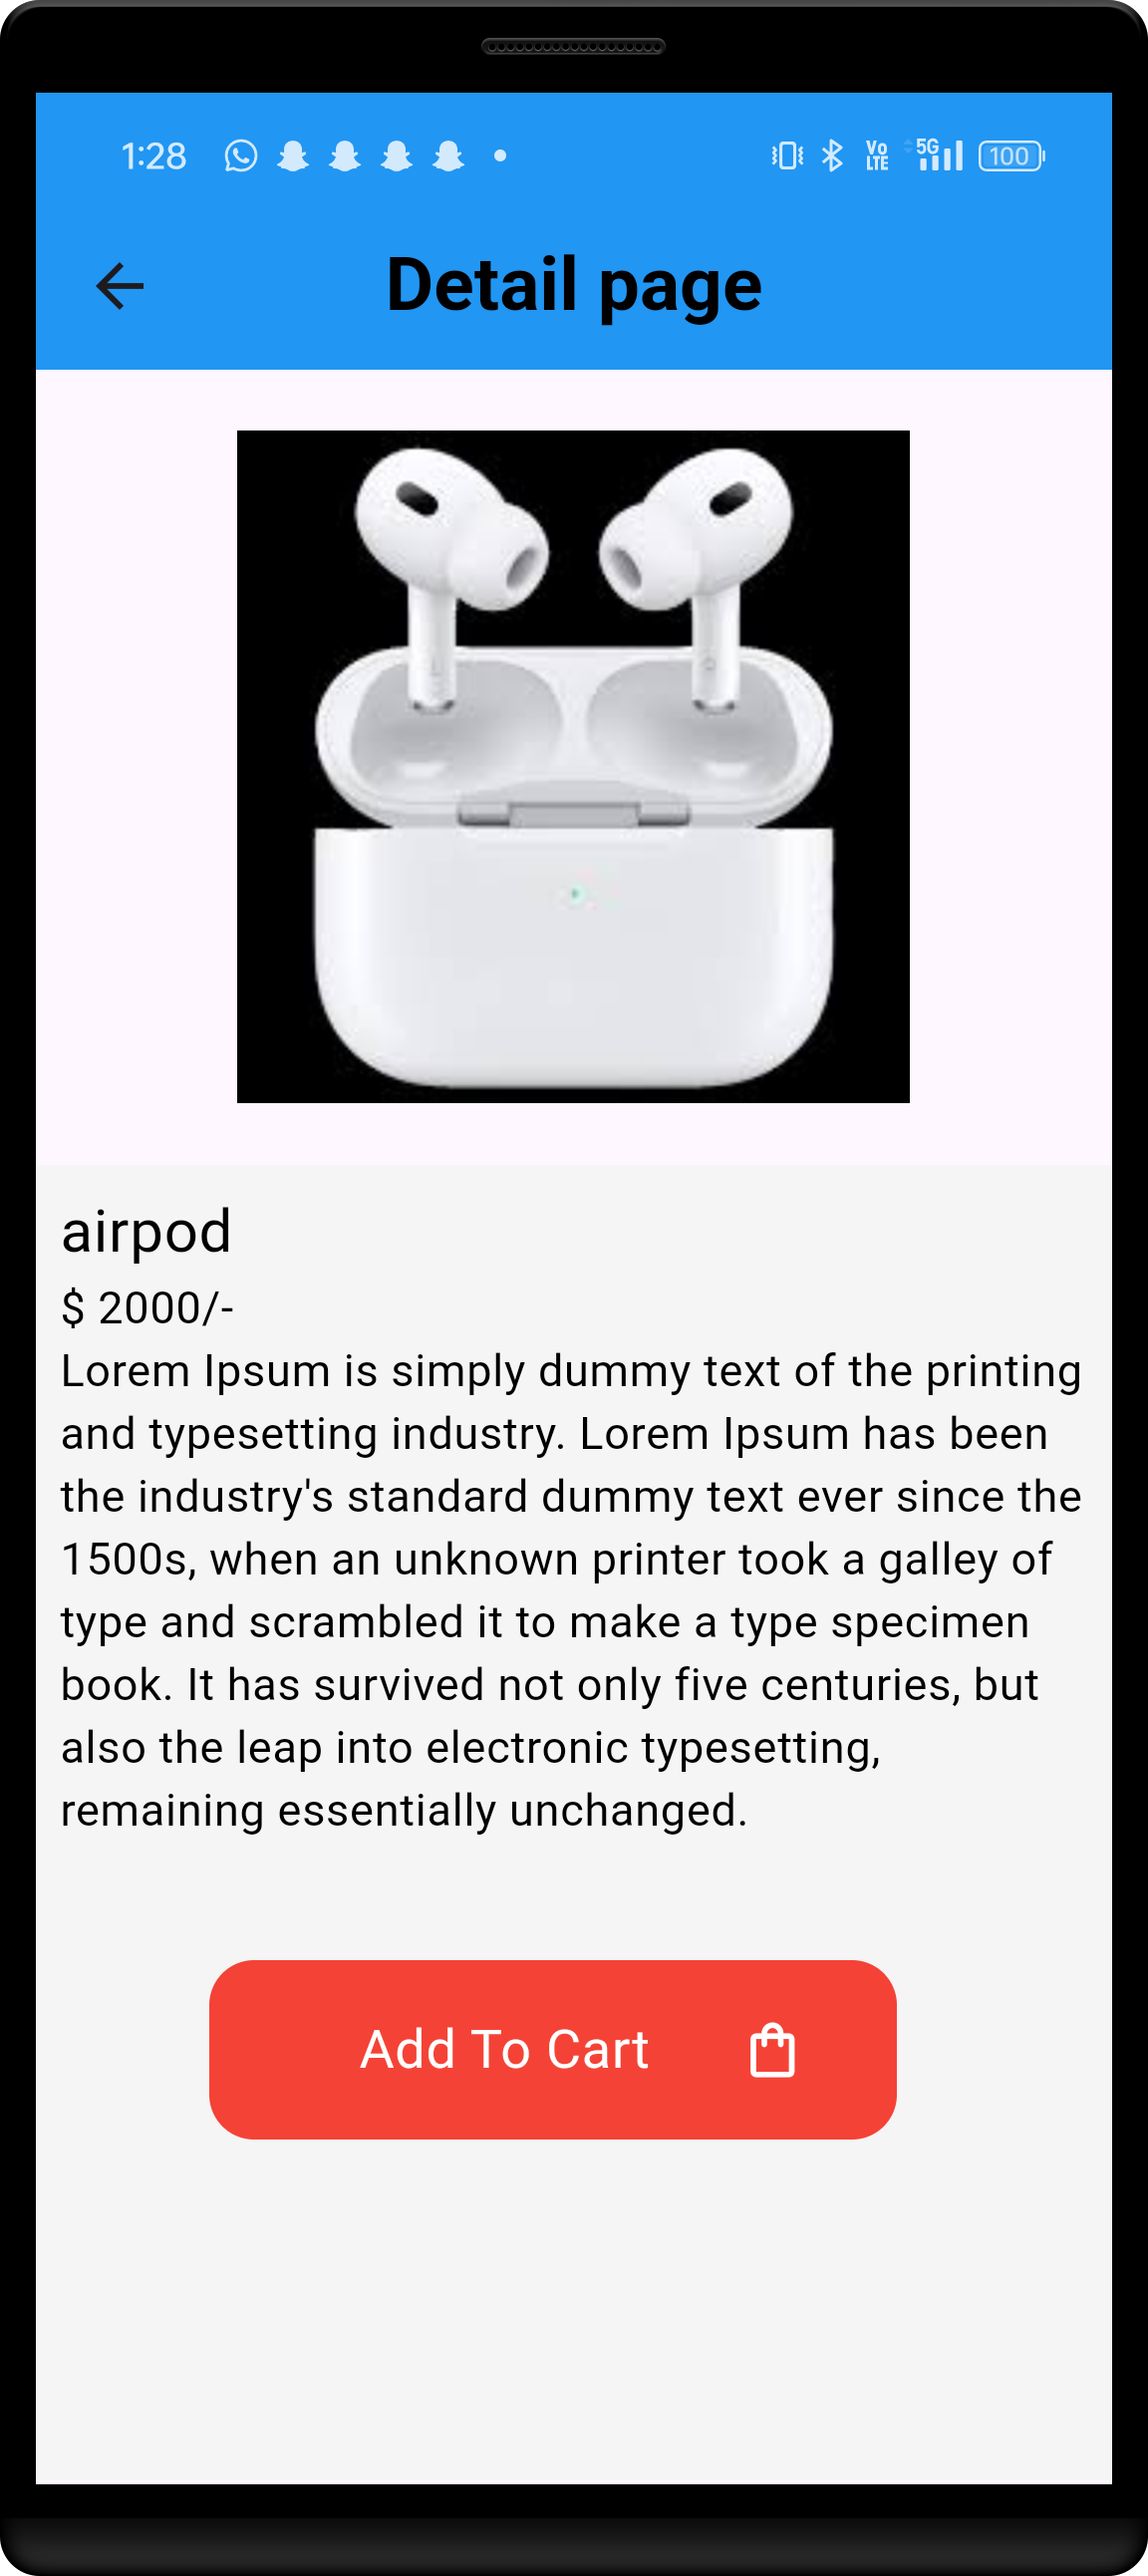 1:28 Vo LTE 5G 100
Detail page
airpod
$ 2000/-
Lorem Ipsum is simply dummy text of the printing
and typesetting industry. Lorem Ipsum has been
the industry's standard dummy text ever since the
1500s, when an unknown printer took a galley of
type and scrambled it to make a type specimen
book. It has survived not only five centuries, but
also the leap into electronic typesetting,
remaining essentially unchanged.
Add To Cart